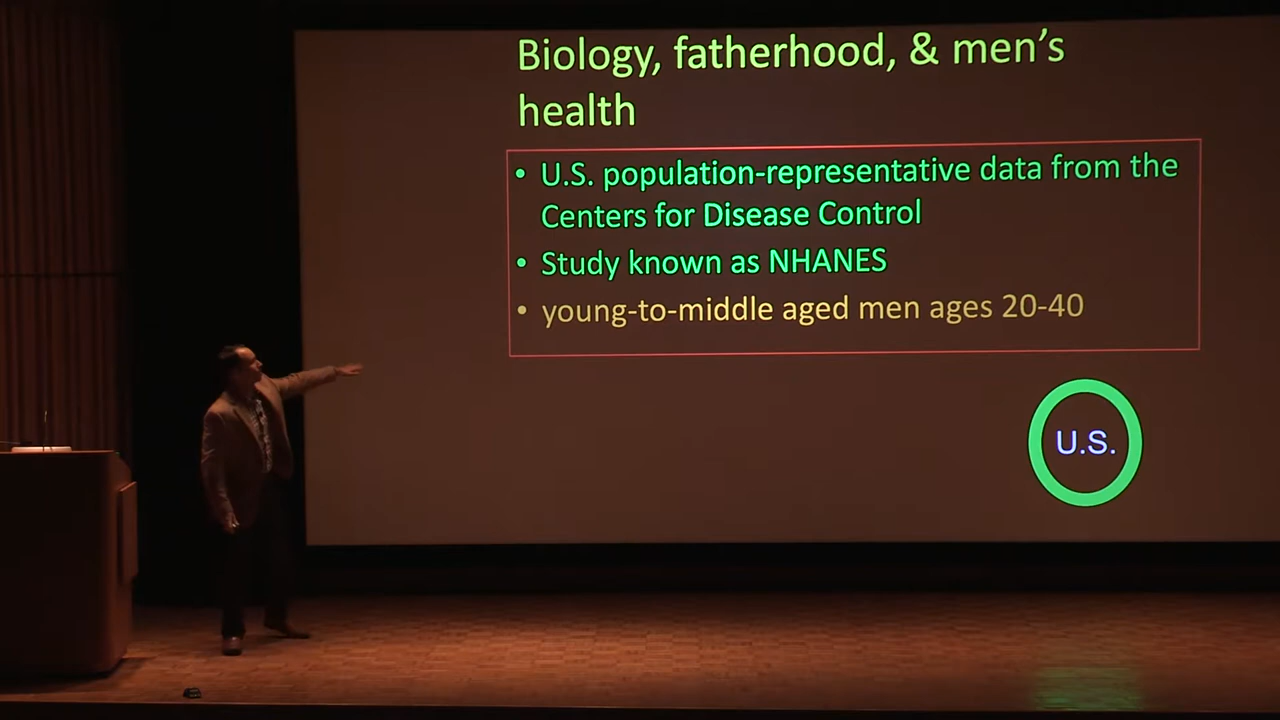 Biology, fatherhood, & men's
health
• U.S. population-representative data from the
Centers for Disease Control
• Study known as NHANES
• young-to-middle aged men ages 20-40
U.S.